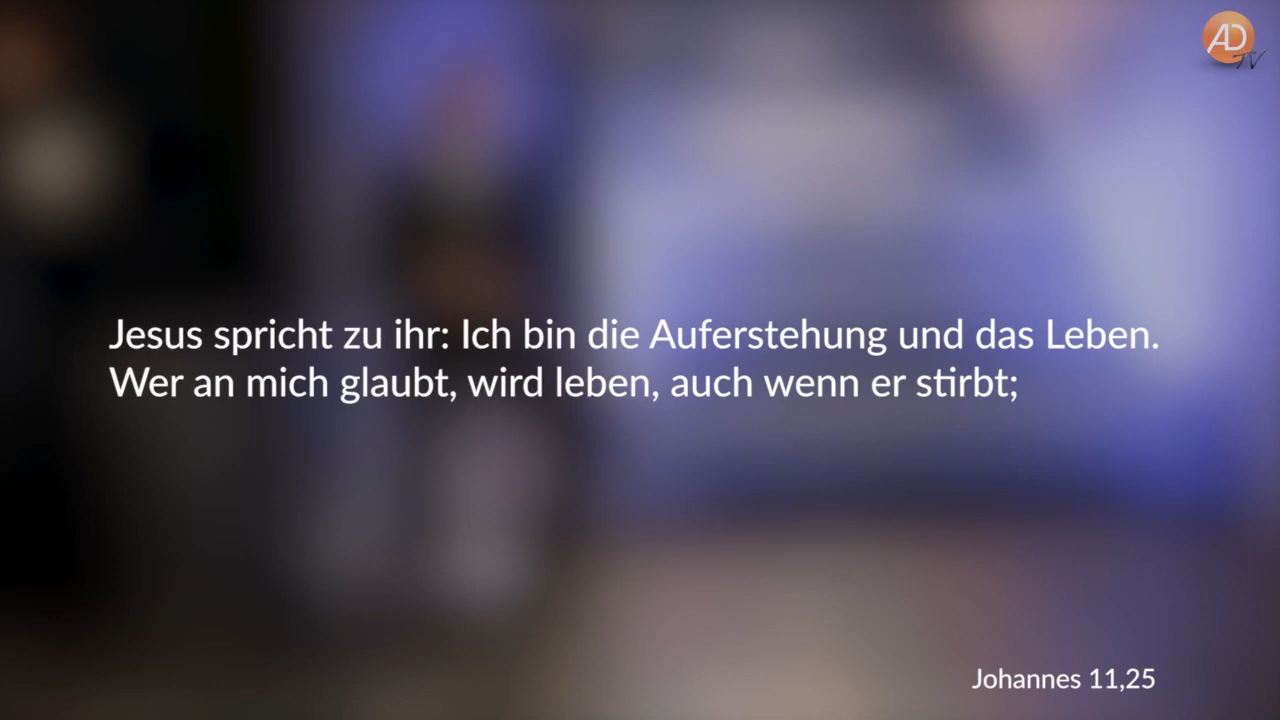 AD
TV
Jesus spricht zu ihr: Ich bin die Auferstehung und das Leben.
Wer an mich glaubt, wird leben, auch wenn er stirbt;
Johannes 11,25